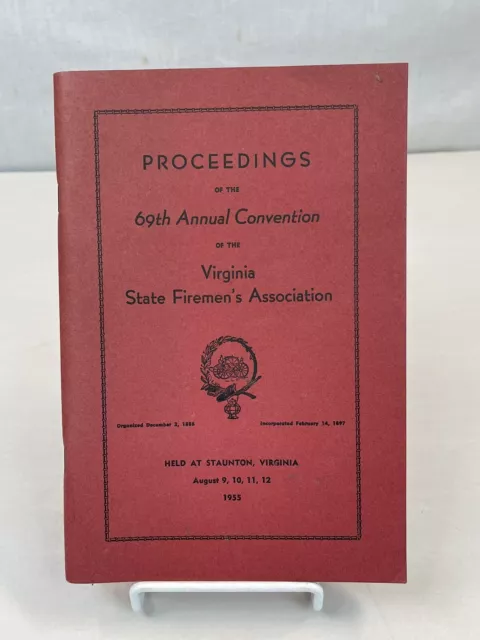 PROCEEDINGS
OF THE
69th Annual Convention
OF THE
Virginia
State Firemen's Association
Organized December 2, 1886 Incorporated February 14, 1897
HELD AT STAUNTON, VIRGINIA
August 9, 10, 11, 12
1955